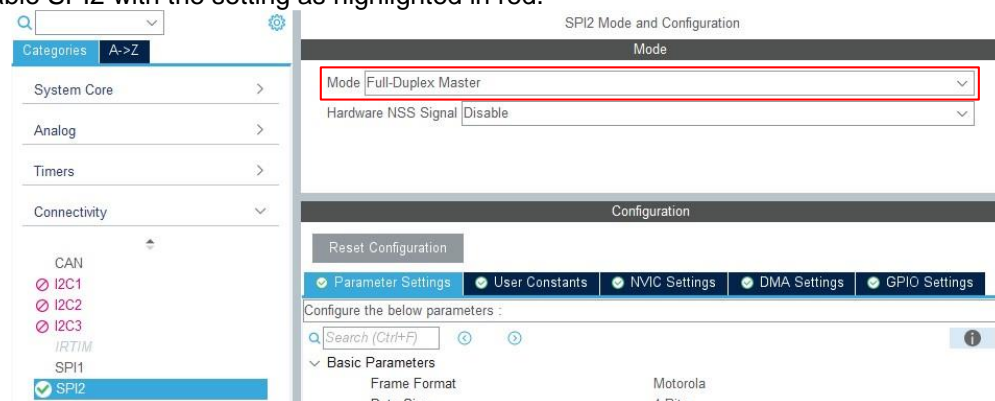 able SPI2 with the setting as highlighted in red.
SPI2 Mode and Configuration
Categories A->Z
Mode
System Core
Mode Full-Duplex Master
Hardware NSS Signal Disable
Analog
Timers
Connectivity
Configuration
Reset Configuration
CAN
I2C1
I2C2
I2C3
IRTIM
SPI1
SPI2
Parameter Settings User Constants NVIC Settings DMA Settings GPIO Settings
Configure the below parameters :
Search (Ctrl+F)
Basic Parameters
Frame Format Motorola